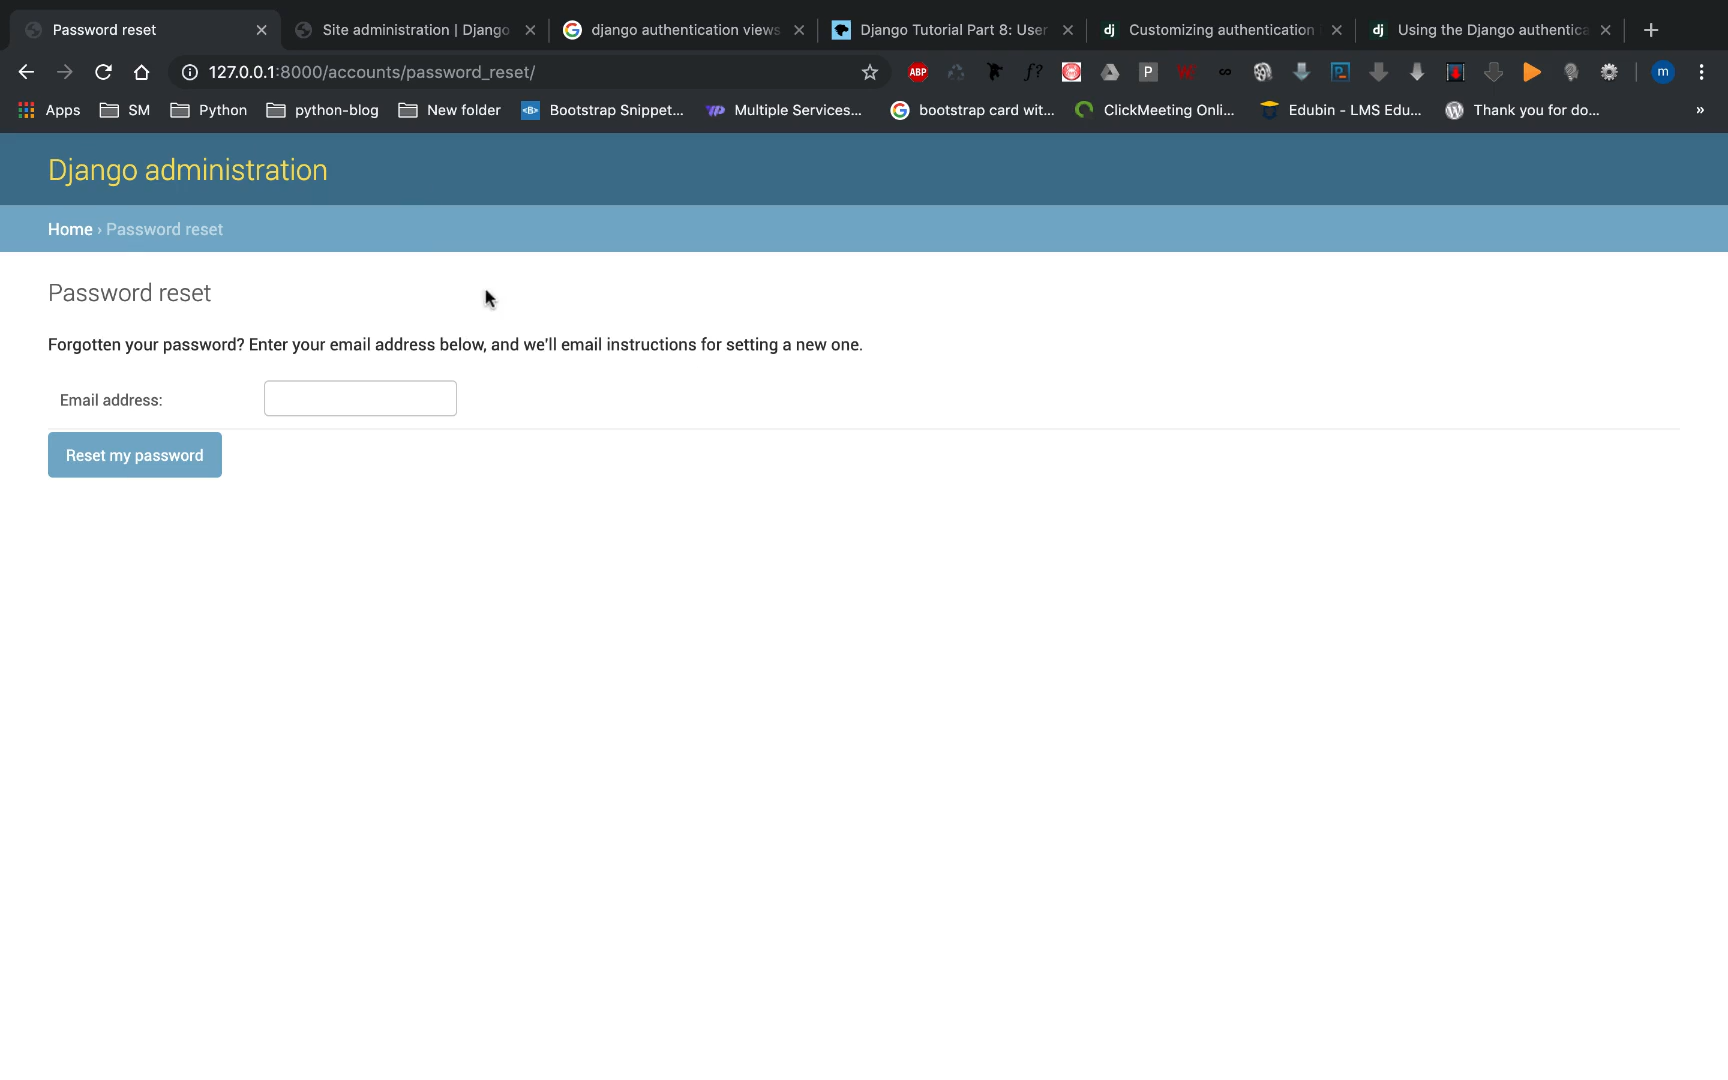 Password reset
Site administration | Django
django authentication views
Django Tutorial Part 8: User
dj
Customizing authentication
dj
Using the Django authentica
127.0.0.1:8000/accounts/password_reset/
ABP
f?
P
m
Apps
SM
Python
python-blog
New folder
<B>
Bootstrap Snippet...
Multiple Services...
bootstrap card wit...
ClickMeeting Onli...
Edubin - LMS Edu...
Thank you for do...
»
Django administration
Home › Password reset
Password reset
Forgotten your password? Enter your email address below, and we'll email instructions for setting a new one.
Email address:
Reset my password